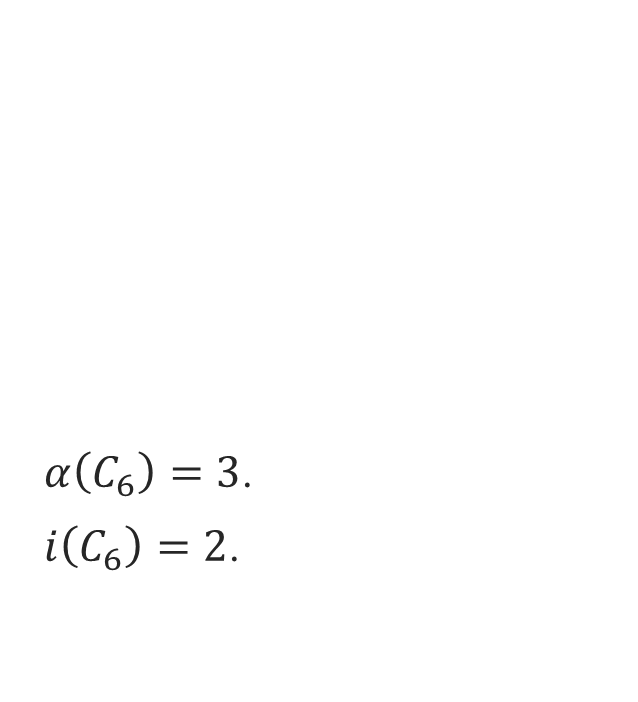 α(C₆) = 3.
i(C₆) = 2.